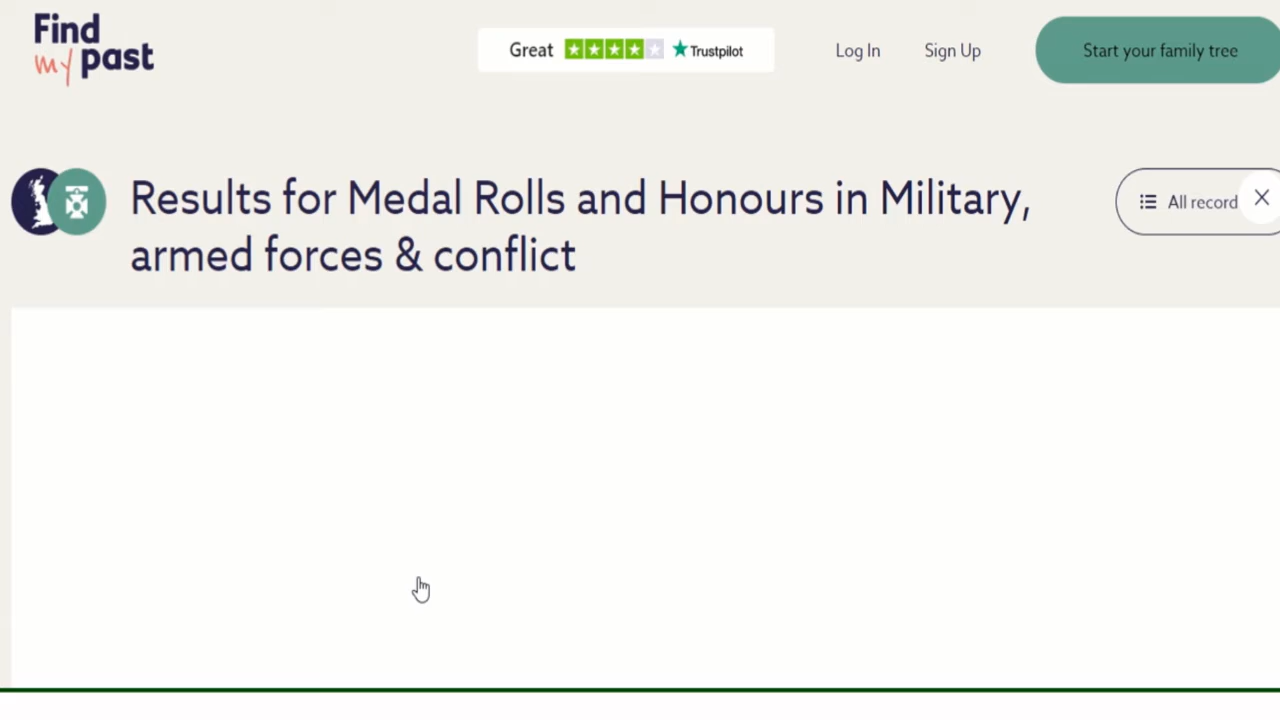 Find
my past
Great Trustpilot
Log In
Sign Up
Start your family tree
Results for Medal Rolls and Honours in Military,
armed forces & conflict
All record